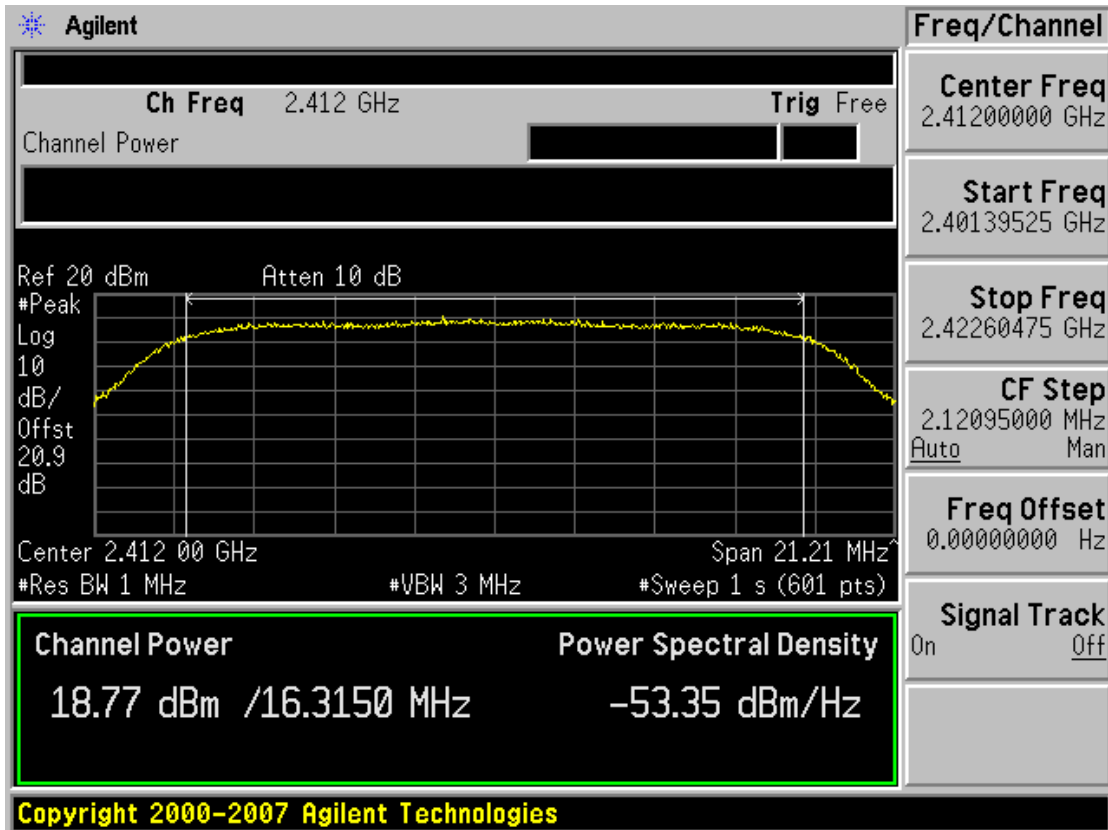 Agilent
Freq/Channel
Ch Freq 2.412 GHz Trig Free
Channel Power
Center Freq
2.41200000 GHz
Start Freq
2.40139525 GHz
Stop Freq
2.42260475 GHz
CF Step
2.12095000 MHz
Auto Man
Freq Offset
0.00000000 Hz
Signal Track
On Off
Ref 20 dBm Atten 10 dB
#Peak
Log
10
dB/
Offst
20.9
dB
Center 2.412 00 GHz Span 21.21 MHz^
#Res BW 1 MHz #VBW 3 MHz #Sweep 1 s (601 pts)
Channel Power Power Spectral Density
18.77 dBm /16.3150 MHz -53.35 dBm/Hz
Copyright 2000-2007 Agilent Technologies